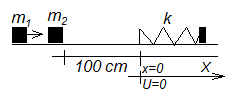 m₁ m₂ k
100 cm x=0 X
U=0